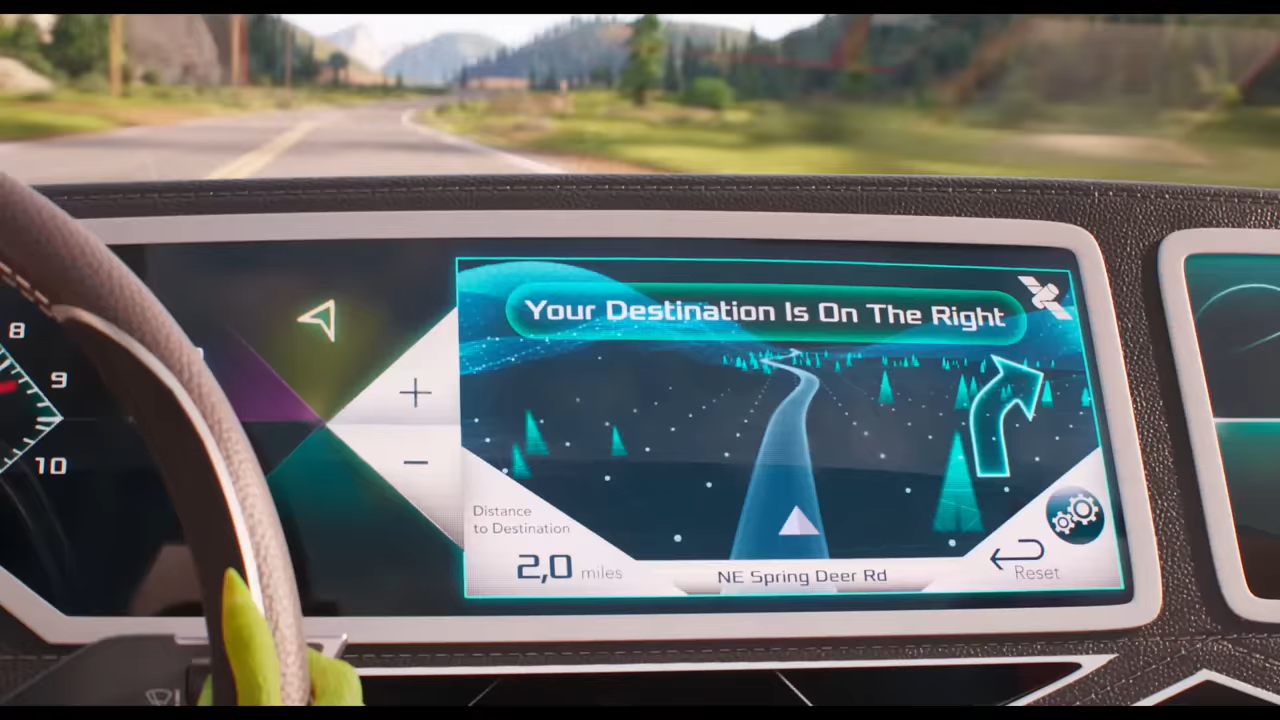 8
9
10
+
−
Your Destination Is On The Right
Distance
to Destination
2,0 miles
NE Spring Deer Rd
Reset